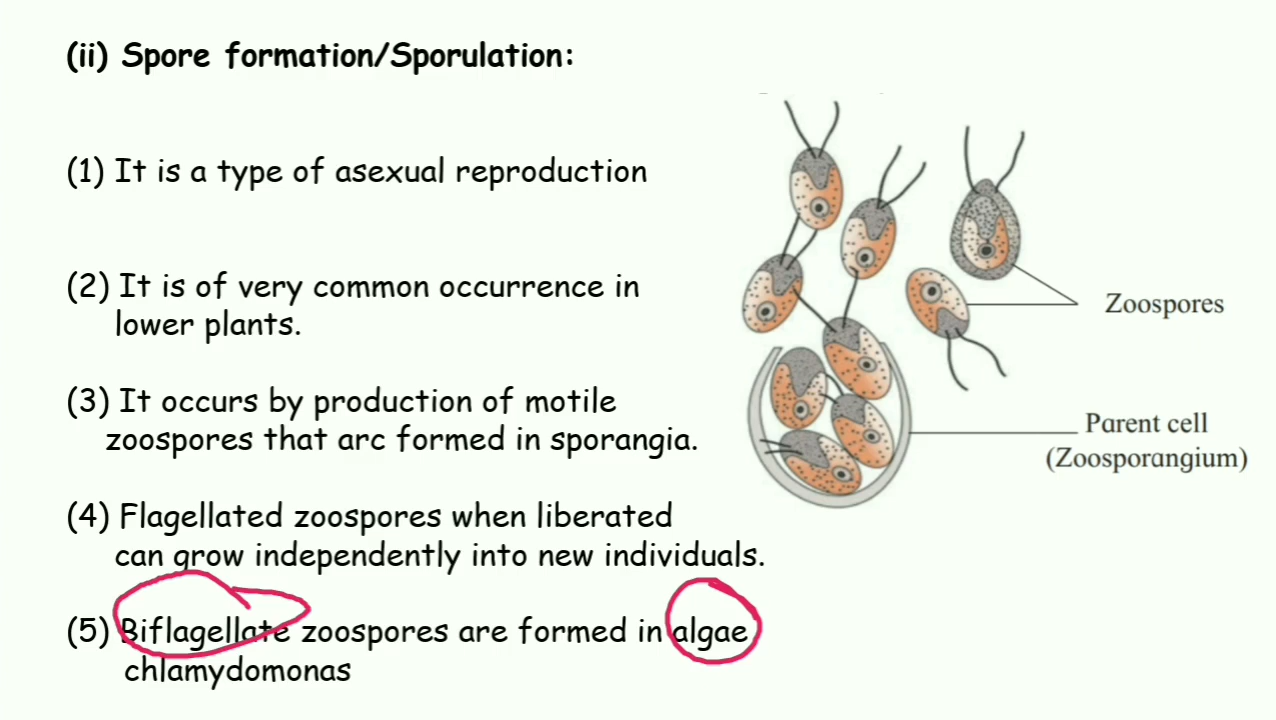 (ii) Spore formation/Sporulation:
(1) It is a type of asexual reproduction
(2) It is of very common occurrence in
lower plants.
(3) It occurs by production of motile
zoospores that arc formed in sporangia.
(4) Flagellated zoospores when liberated
can grow independently into new individuals.
(5) Biflagellate zoospores are formed in algae
chlamydomonas
Zoospores
Parent cell
(Zoosporangium)